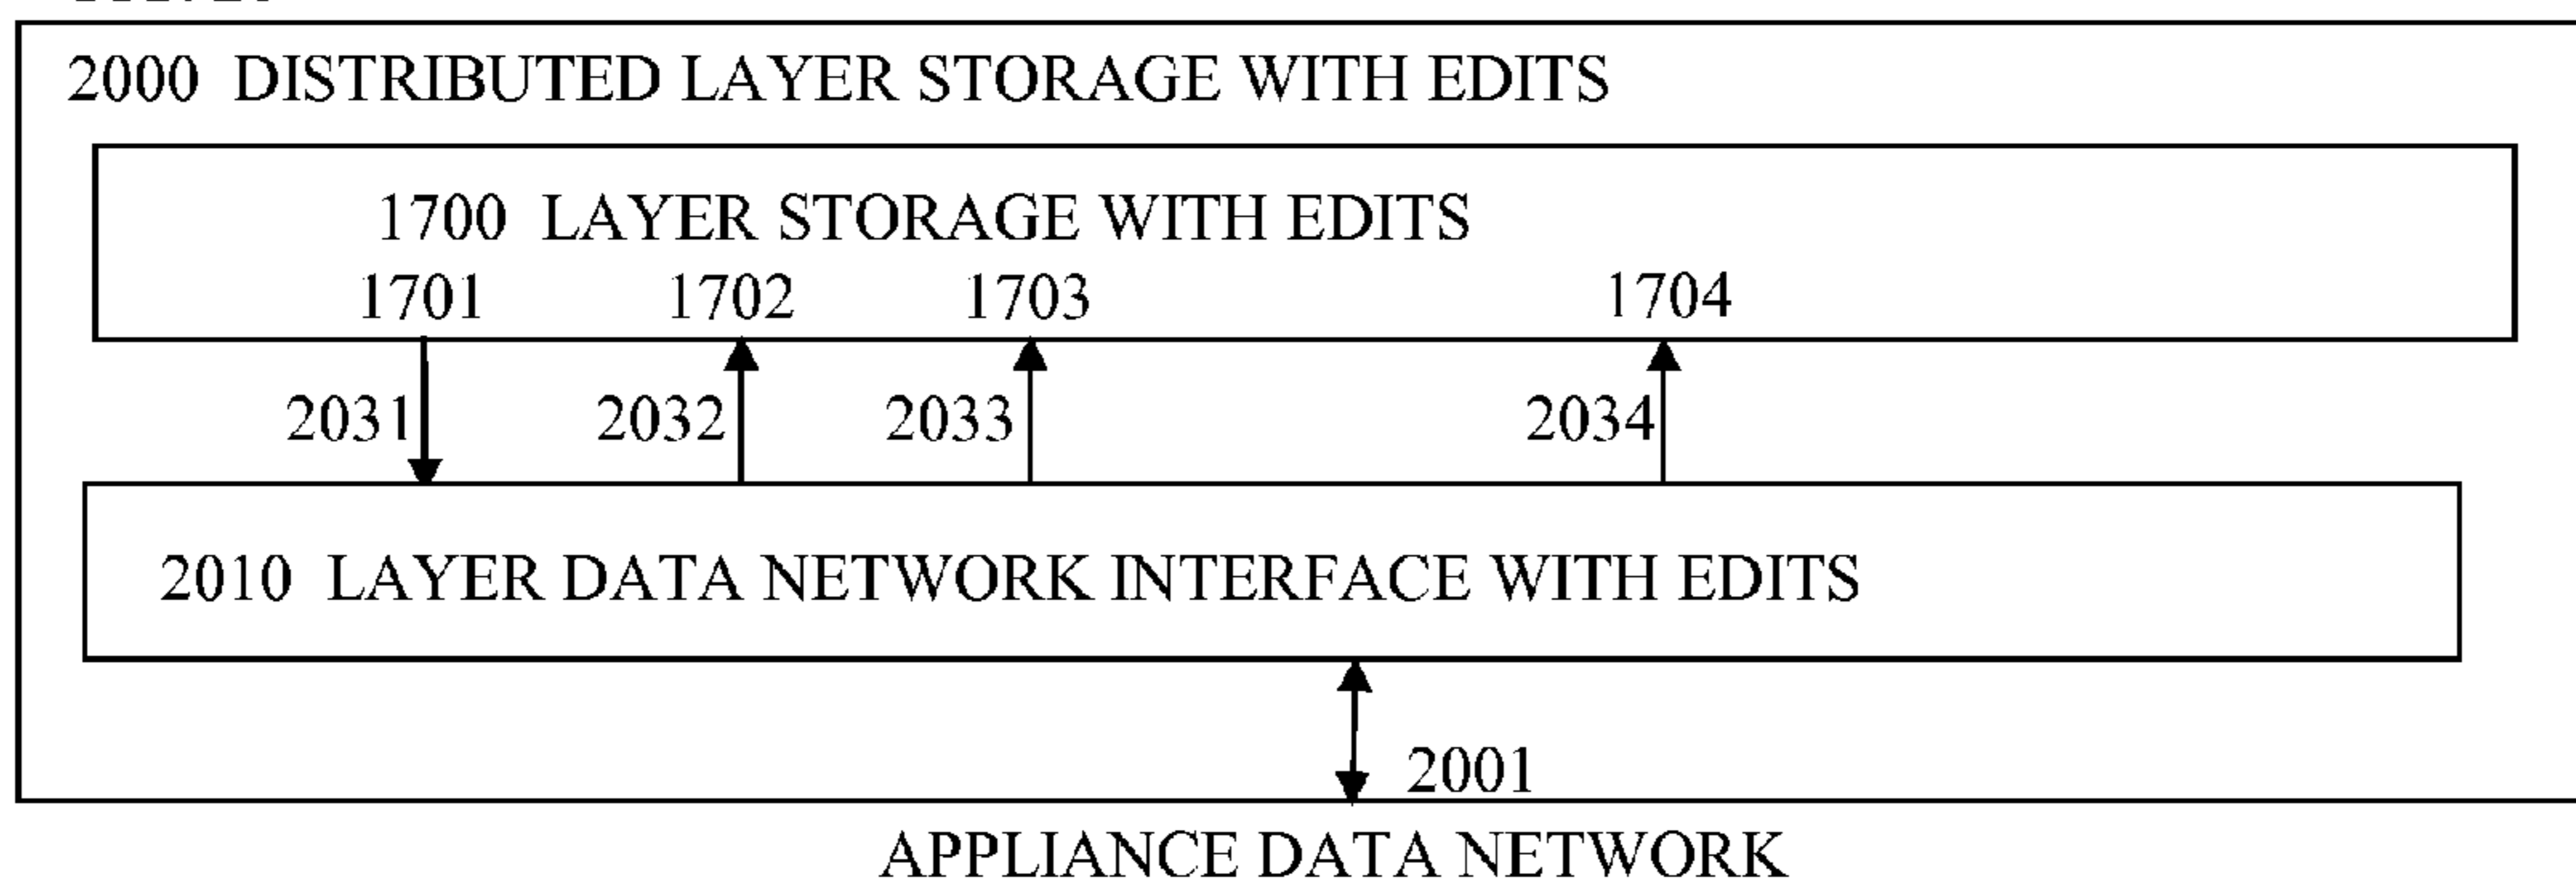 2000 DISTRIBUTED LAYER STORAGE WITH EDITS
1700 LAYER STORAGE WITH EDITS
1701 1702 1703 1704
2031 2032 2033 2034
2010 LAYER DATA NETWORK INTERFACE WITH EDITS
2001
APPLIANCE DATA NETWORK